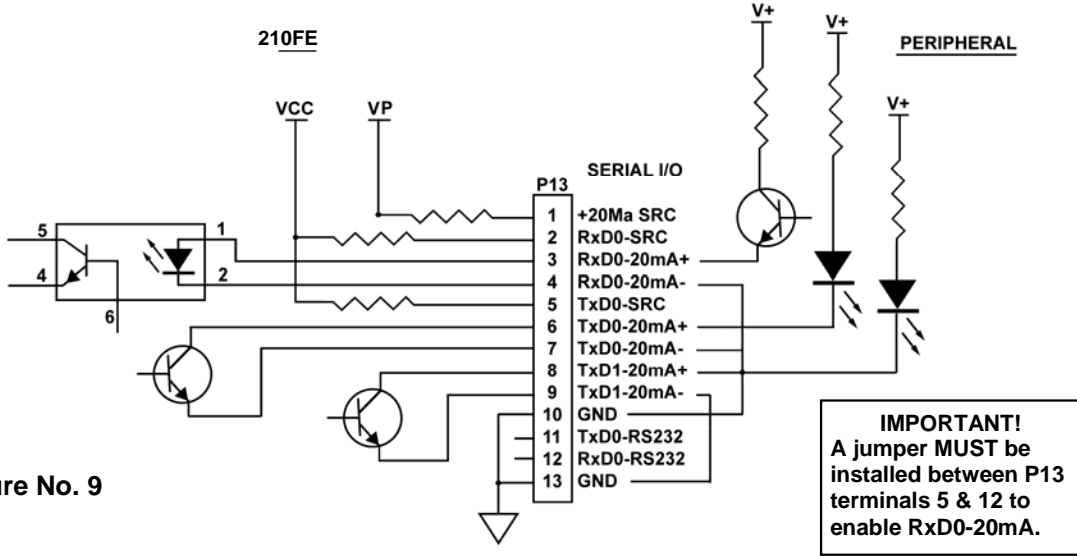 210FE
PERIPHERAL
V+
V+
V+
VCC
VP
SERIAL I/O
P13
1 +20Ma SRC
2 RxD0-SRC
3 RxD0-20mA+
4 RxD0-20mA-
5 TxD0-SRC
6 TxD0-20mA+
7 TxD0-20mA-
8 TxD1-20mA+
9 TxD1-20mA-
10 GND
11 TxD0-RS232
12 RxD0-RS232
13 GND
5
4
6
1
2
IMPORTANT!
A jumper MUST be
installed between P13
terminals 5 & 12 to
enable RxD0-20mA.
ure No. 9